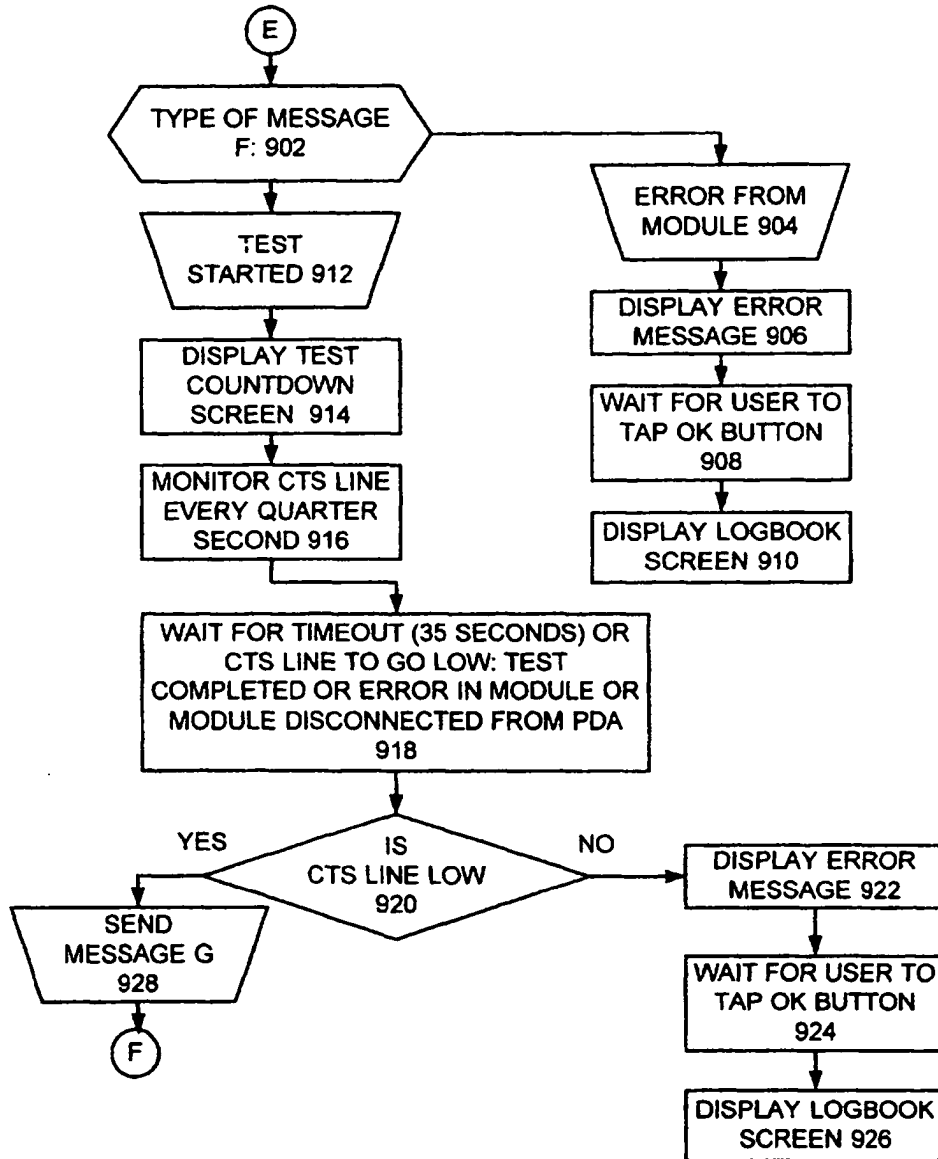 E
TYPE OF MESSAGE
F: 902
ERROR FROM
MODULE 904
TEST
STARTED 912
DISPLAY ERROR
MESSAGE 906
DISPLAY TEST
COUNTDOWN
SCREEN 914
WAIT FOR USER TO
TAP OK BUTTON
908
MONITOR CTS LINE
EVERY QUARTER
SECOND 916
DISPLAY LOGBOOK
SCREEN 910
WAIT FOR TIMEOUT (35 SECONDS) OR
CTS LINE TO GO LOW: TEST
COMPLETED OR ERROR IN MODULE OR
MODULE DISCONNECTED FROM PDA
918
YES
IS
CTS LINE LOW
920
NO
DISPLAY ERROR
MESSAGE 922
SEND
MESSAGE G
928
WAIT FOR USER TO
TAP OK BUTTON
924
F
DISPLAY LOGBOOK
SCREEN 926